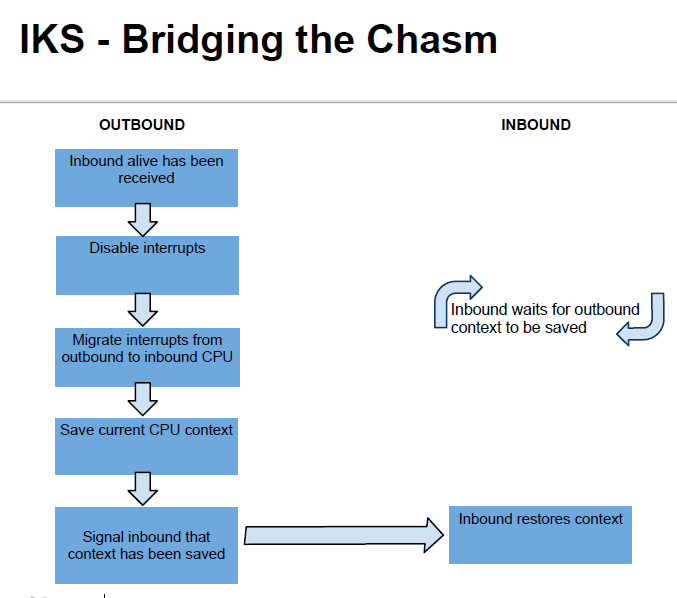 IKS - Bridging the Chasm
OUTBOUND
INBOUND
Inbound alive has been
received
Disable interrupts
Inbound waits for outbound
context to be saved
Migrate interrupts from
outbound to inbound CPU
Save current CPU context
Signal inbound that
context has been saved
Inbound restores context